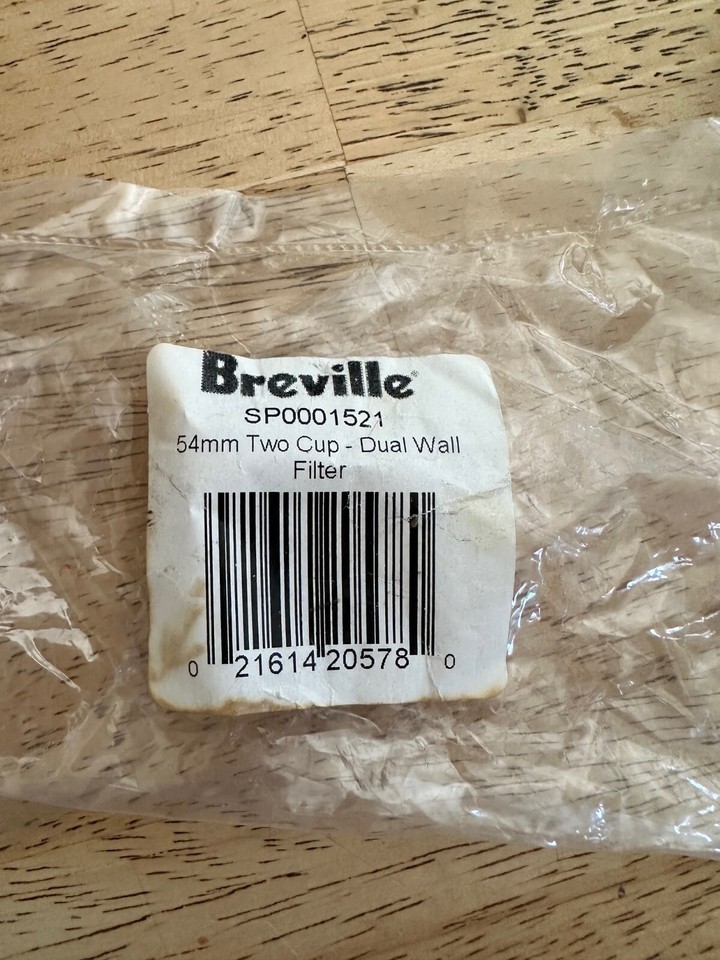 Breville
SP0001521
54mm Two Cup - Dual Wall
Filter
0 21614 20578 0